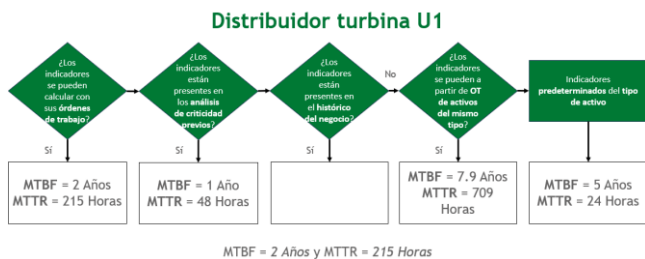 Distribuidor turbina U1
¿Los
indicadores
se pueden
calcular con
sus órdenes
de trabajo?
¿Los
indicadores
están
presentes en
los análisis
de criticidad
previos?
¿Los
indicadores
están
presentes en
el histórico
del negocio?
No
¿Los
indicadores
se pueden a
partir de OT
de activos
del mismo
tipo?
Indicadores
predeterminados del tipo
de activo
Sí
Sí
Sí
Sí
MTBF = 2 Años
MTTR = 215 Horas
MTBF = 1 Año
MTTR = 48 Horas
MTBF = 7.9 Años
MTTR = 709
Horas
MTBF = 5 Años
MTTR = 24 Horas
MTBF = 2 Años y MTTR = 215 Horas